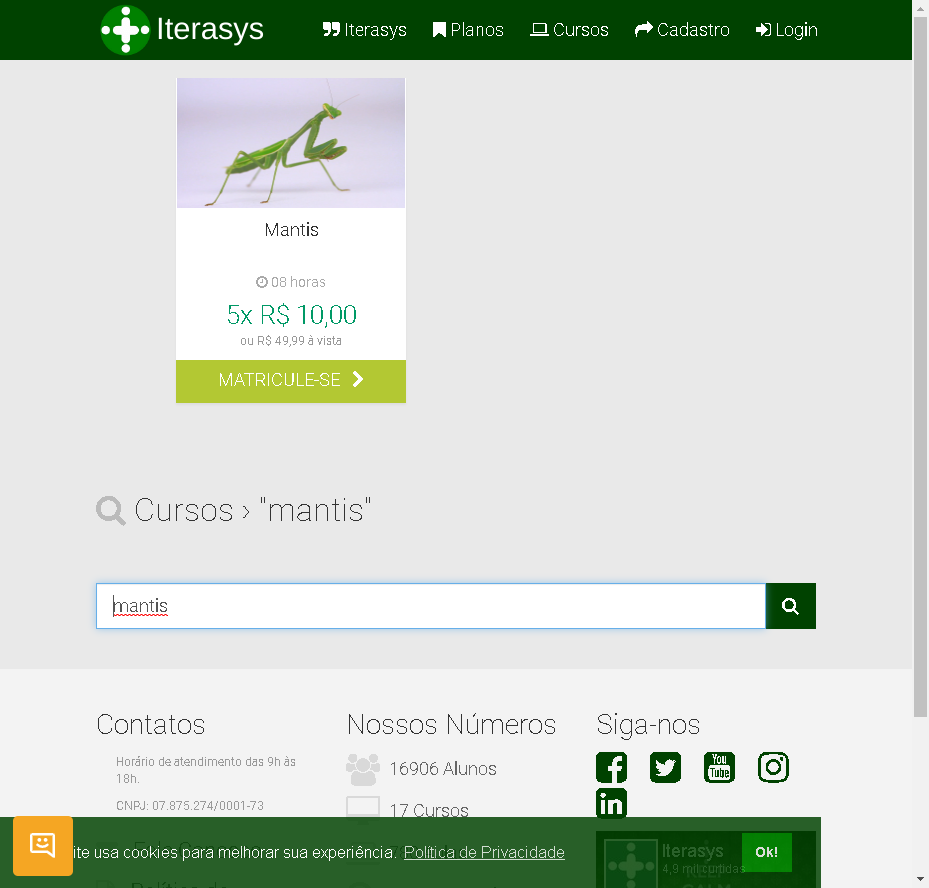 Iterasys
Iterasys
Planos
Cursos
Cadastro
Login
Mantis
08 horas
5x R$ 10,00
ou R$ 49,99 à vista
MATRICULE-SE
Cursos › "mantis"
mantis
Contatos
Horário de atendimento das 9h às
18h.
CNPJ: 07.875.274/0001-73
Nossos Números
16906 Alunos
17 Cursos
Siga-nos
You
Tube
ite usa cookies para melhorar sua experiência. Política de Privacidade
Iterasys
4,9 mil curtidas
Ok!